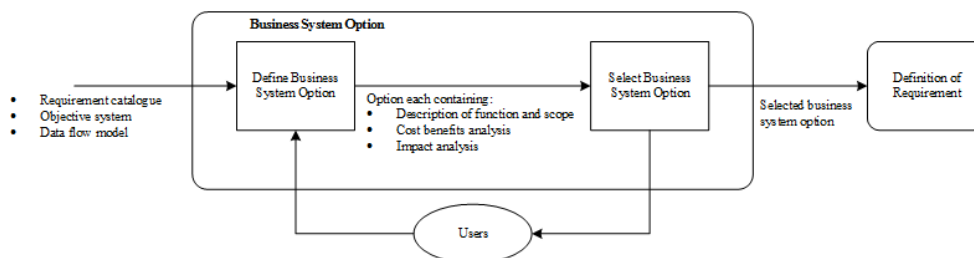 Business System Option
Define Business
System Option
Select Business
System Option
Definition of
Requirement
• Requirement catalogue
• Objective system
• Data flow model
Option each containing:
• Description of function and scope
• Cost benefits analysis
• Impact analysis
Selected business
system option
Users